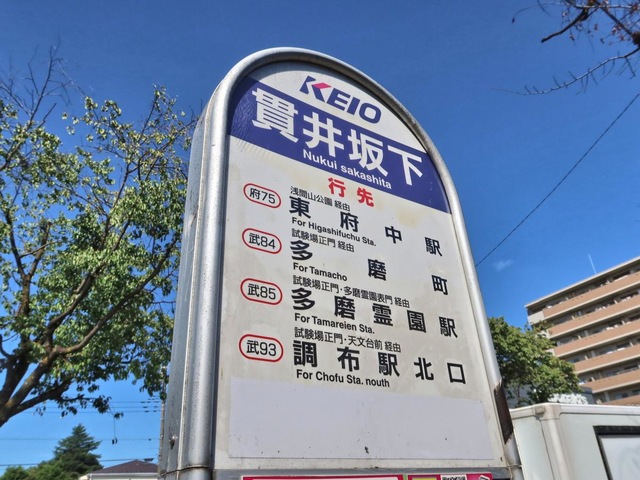 KEIO
貫井坂下
Nukui sakashita
行先
府75
浅間山公園 経由
東府中駅
For Higashifuchu Sta.
武84
試験場正門 経由
多磨町
For Tamacho
武85
試験場正門・多磨霊園表門 経由
多磨霊園駅
For Tamareien Sta.
武93
試験場正門・天文台前 経由
調布駅北口
For Chofu Sta. nouth